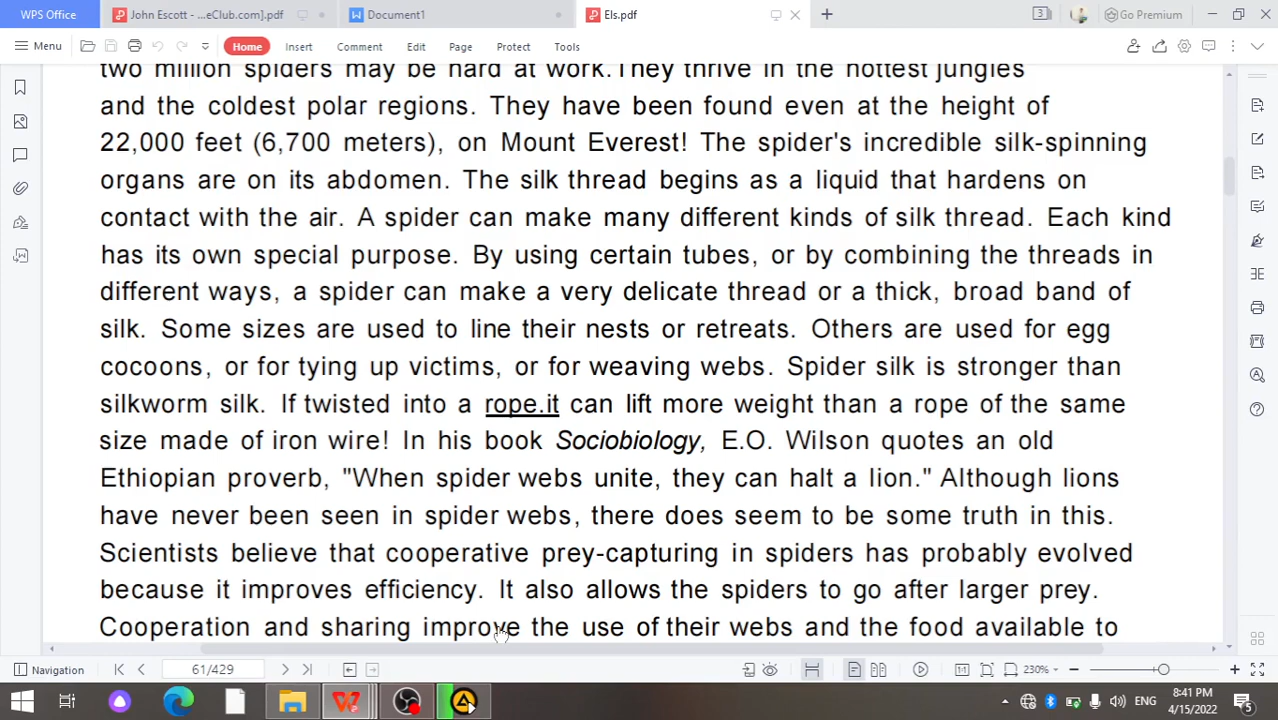 WPS Office
John Escott - ...eClub.com].pdf
Document1
Els.pdf
3
Go Premium
Menu
Home
Insert
Comment
Edit
Page
Protect
Tools
two million spiders may be hard at work.They thrive in the hottest jungles
and the coldest polar regions. They have been found even at the height of
22,000 feet (6,700 meters), on Mount Everest! The spider's incredible silk-spinning
organs are on its abdomen. The silk thread begins as a liquid that hardens on
contact with the air. A spider can make many different kinds of silk thread. Each kind
has its own special purpose. By using certain tubes, or by combining the threads in
different ways, a spider can make a very delicate thread or a thick, broad band of
silk. Some sizes are used to line their nests or retreats. Others are used for egg
cocoons, or for tying up victims, or for weaving webs. Spider silk is stronger than
silkworm silk. If twisted into a rope.it can lift more weight than a rope of the same
size made of iron wire! In his book Sociobiology, E.O. Wilson quotes an old
Ethiopian proverb, "When spider webs unite, they can halt a lion." Although lions
have never been seen in spider webs, there does seem to be some truth in this.
Scientists believe that cooperative prey-capturing in spiders has probably evolved
because it improves efficiency. It also allows the spiders to go after larger prey.
Cooperation and sharing improve the use of their webs and the food available to
Navigation
61/429
1:1
230%
ENG
8:41 PM
4/15/2022
5